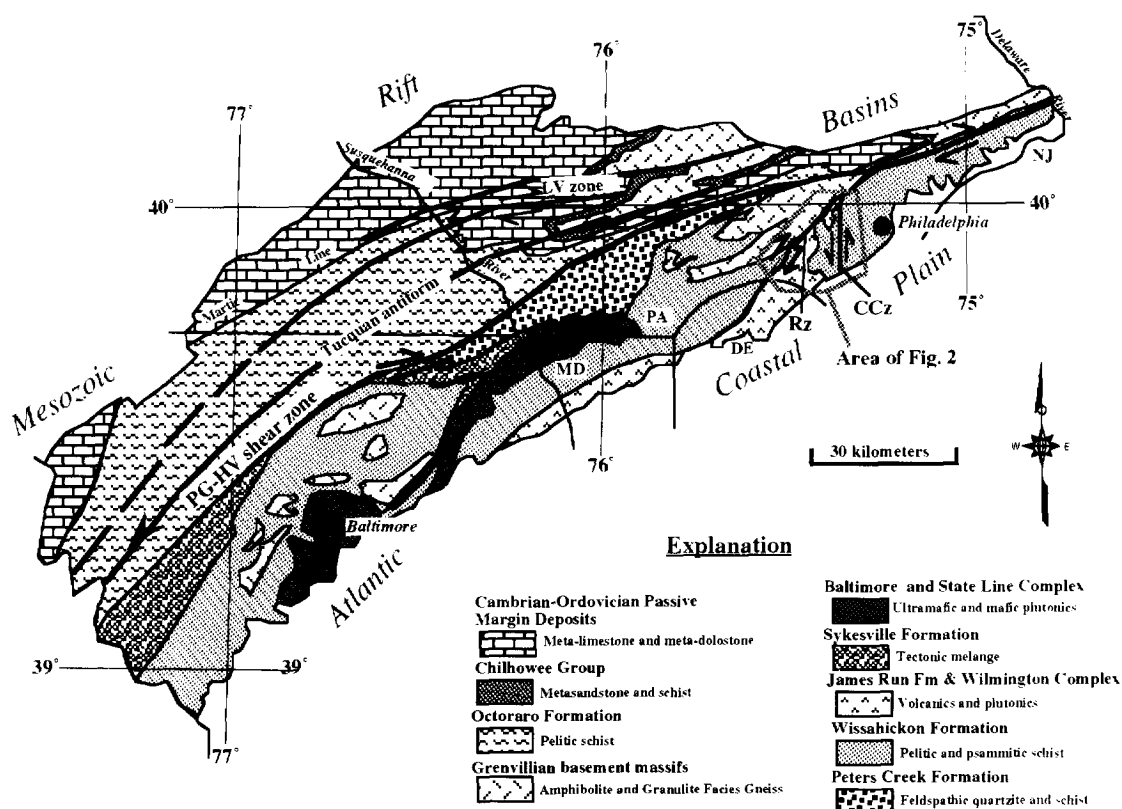 75°
Delaware
River
76°
Rift
Basins
77°
NJ
Susquehanna
LV zone
40°
40°
Philadelphia
Plain
River
Line
Martic
Tucquan antiform
75°
CCz
PA
Rz
DE
Area of Fig. 2
MD
Coastal
Mesozoic
PG-HV shear zone
30 kilometers
W
E
76°
Baltimore
Atlantic
39°
39°
77°
Explanation
Cambrian-Ordovician Passive
Margin Deposits
Meta-limestone and meta-dolostone
Chilhowee Group
Metasandstone and schist
Octoraro Formation
Pelitic schist
Grenvillian basement massifs
Amphibolite and Granulite Facies Gneiss
Baltimore and State Line Complex
Ultramafic and mafic plutonics
Sykesville Formation
Tectonic melange
James Run Fm & Wilmington Complex
Volcanics and plutonics
Wissahickon Formation
Pelitic and psammitic schist
Peters Creek Formation
Feldspathic quartzite and schist